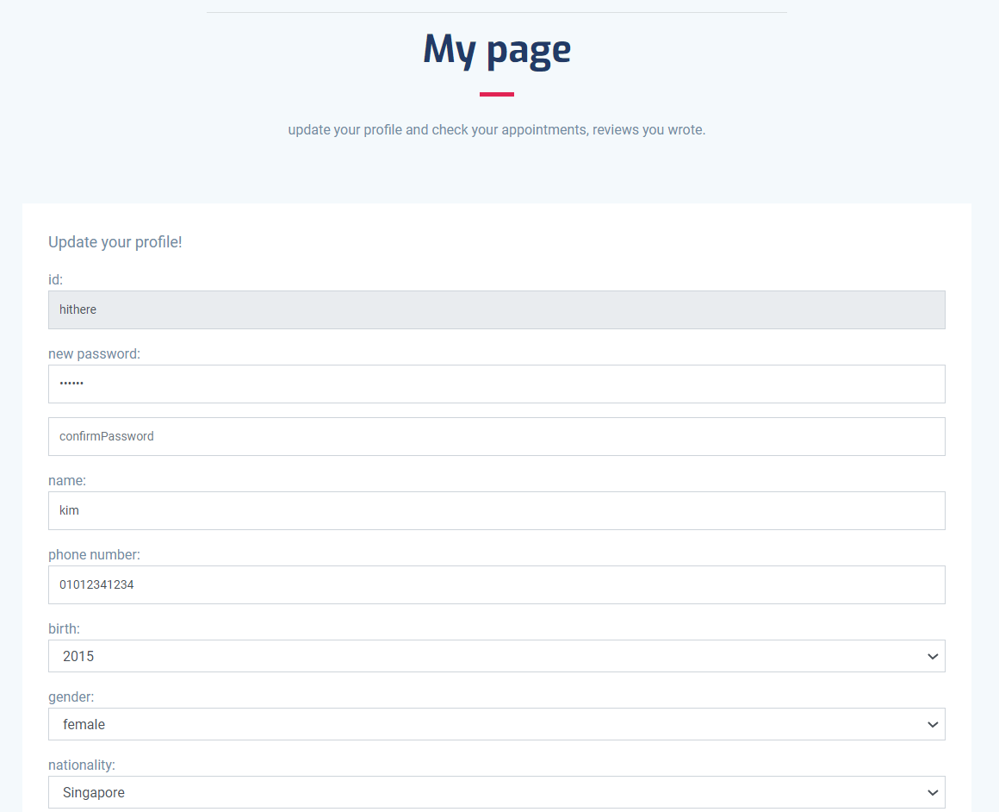 My page
update your profile and check your appointments, reviews you wrote.
Update your profile!
id:
hithere
new password:
••••••
confirmPassword
name:
kim
phone number:
01012341234
birth:
2015
gender:
female
nationality:
Singapore